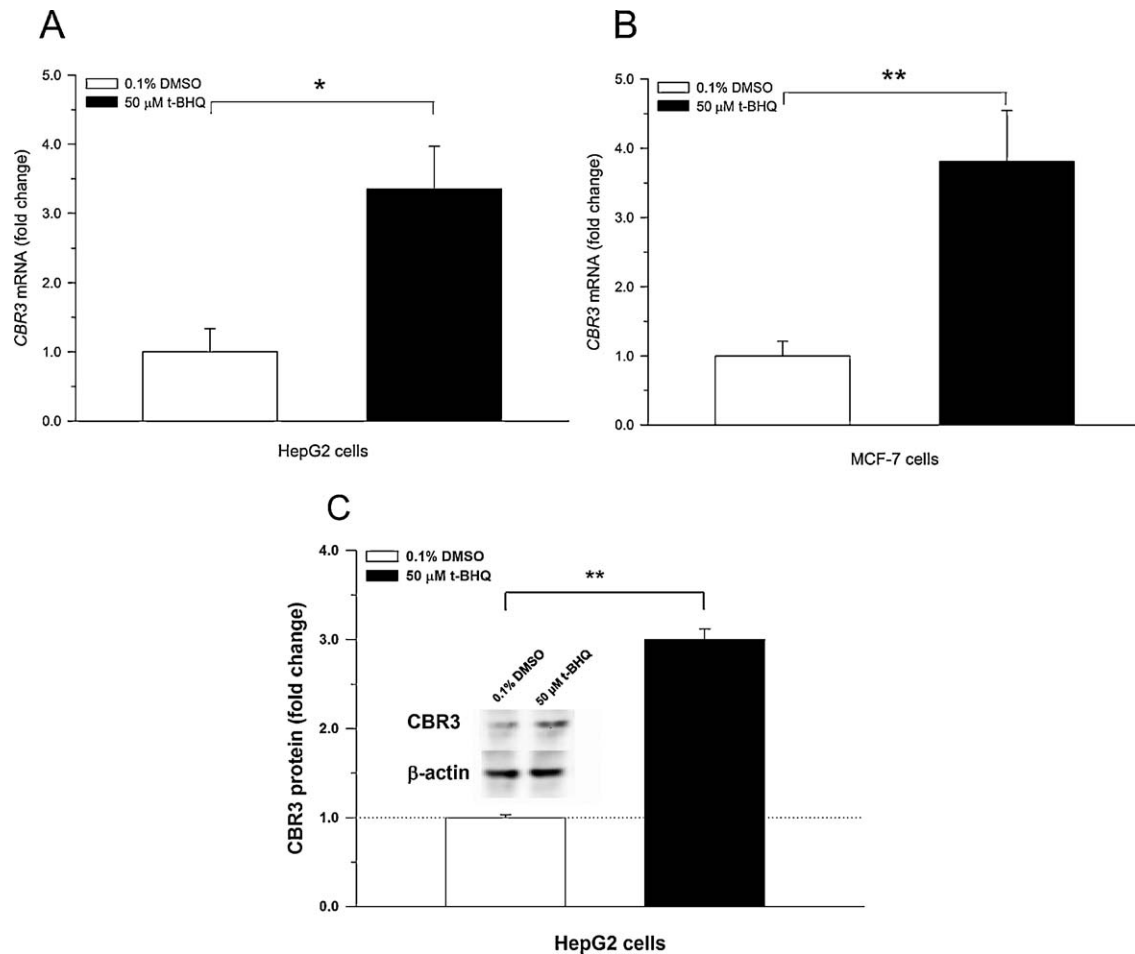 A
0.1% DMSO
50 μM t-BHQ
*
5.0
4.0
3.0
2.0
1.0
0.0
CBR3 mRNA (fold change)
HepG2 cells
B
0.1% DMSO
50 μM t-BHQ
**
5.0
4.0
3.0
2.0
1.0
0.0
CBR3 mRNA (fold change)
MCF-7 cells
C
0.1% DMSO
50 μM t-BHQ
**
4.0
3.0
2.0
1.0
0.0
CBR3 protein (fold change)
0.1% DMSO
50 μM t-BHQ
CBR3
β-actin
HepG2 cells